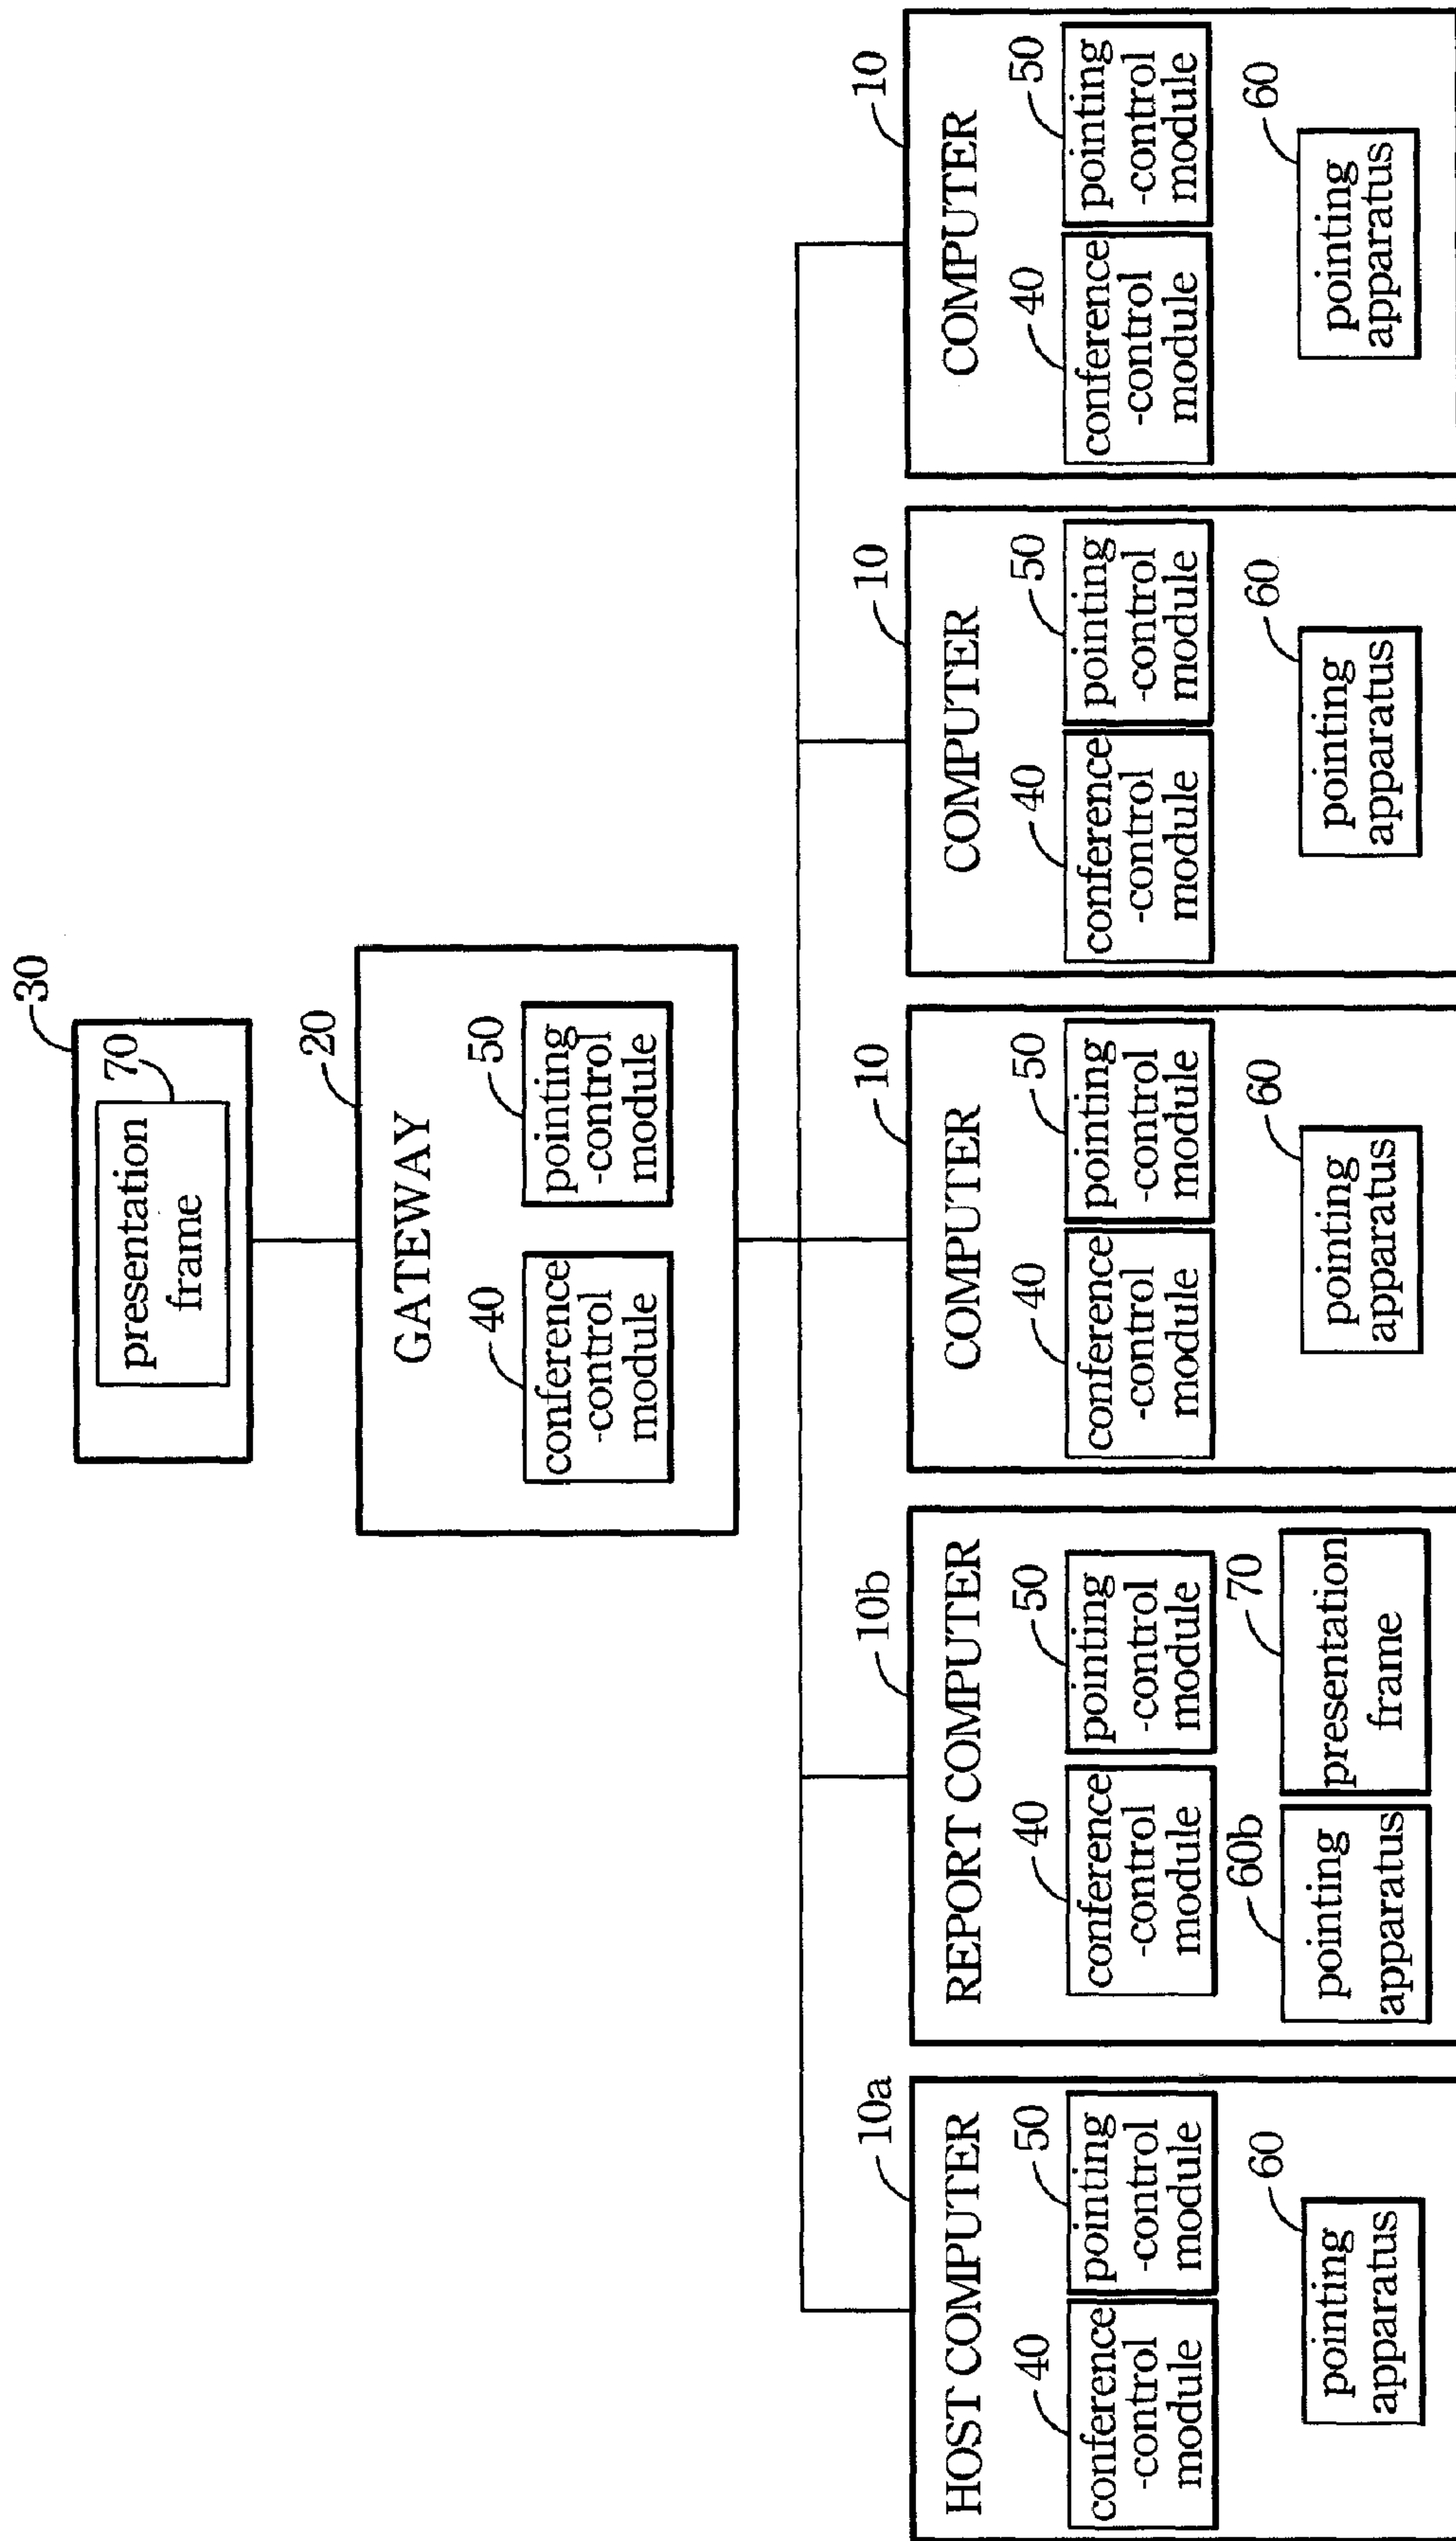 30
70
presentation
frame
20
GATEWAY
40
50
conference
-control
module
pointing
-control
module
10a
HOST COMPUTER
40
50
conference
-control
module
pointing
-control
module
60
pointing
apparatus
10b
REPORT COMPUTER
40
50
conference
-control
module
pointing
-control
module
60b
70
pointing
apparatus
presentation
frame
10
COMPUTER
40
50
conference
-control
module
pointing
-control
module
60
pointing
apparatus
10
COMPUTER
40
50
conference
-control
module
pointing
-control
module
60
pointing
apparatus
10
COMPUTER
40
50
conference
-control
module
pointing
-control
module
60
pointing
apparatus